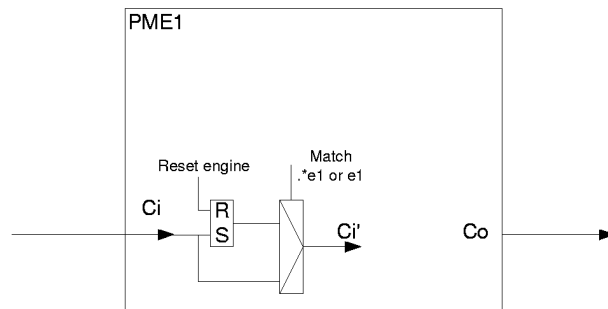 PME1
Reset engine
Match
.*e1 or e1
Ci
R
S
Ci'
Co